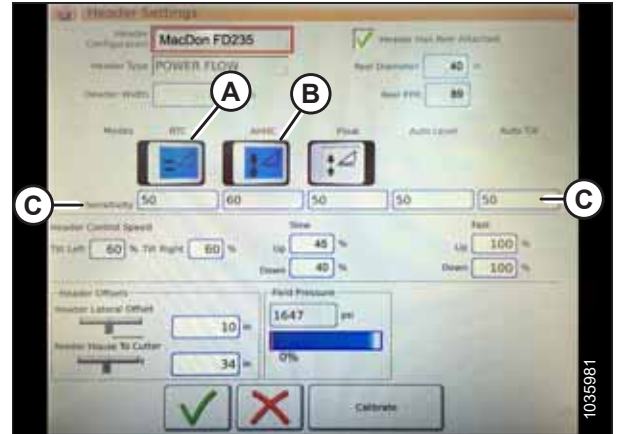 Header Settings
Header Configuration MacDon FD235
Header Has Reel Attached
Header Type POWER FLOW
Reel Diameter 40 in
Header Width
Reel PPR 89
A B
Modes RTC AHHC Float Auto Level Auto Tilt
C Sensitivity 50 60 50 50 50 C
Header Control Speed
Slow
Fast
Tilt Left 60 % Tilt Right 60 %
Up 48 %
Up 100 %
Down 40 %
Down 100 %
Header Offsets
Field Pressure
Header Lateral Offset
1647 psi
10 in
Feeder House To Cutter
0%
34 in
Calibrate
1035981